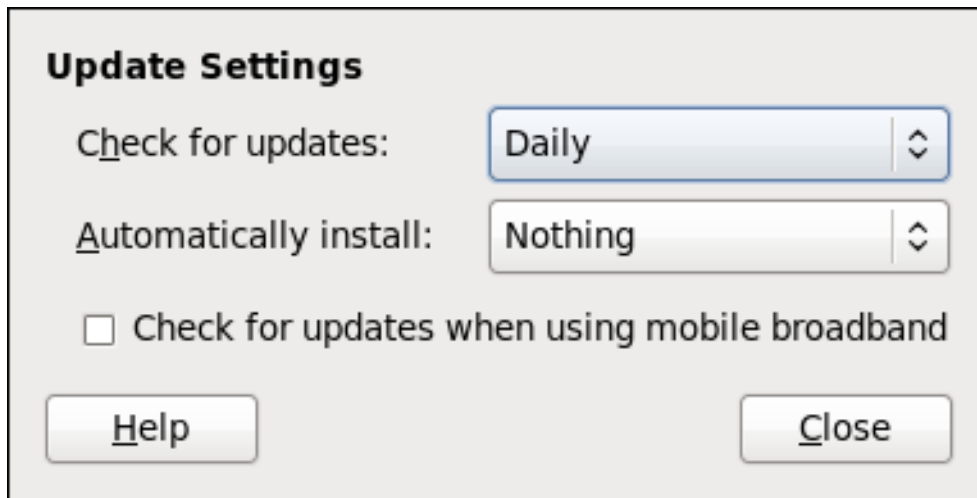 Update Settings
Check for updates: Daily
Automatically install: Nothing
Check for updates when using mobile broadband
Help Close